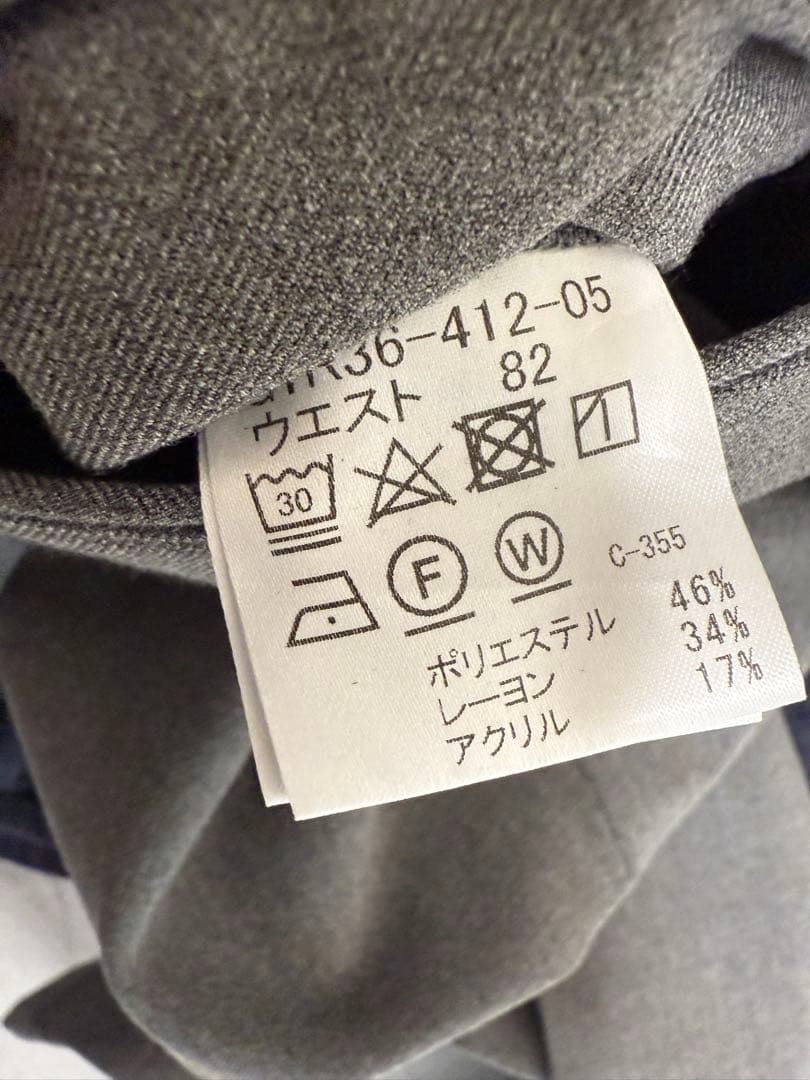 R36-412-05
ウエスト 82
30
F W C-355
ポリエステル 46%
レーヨン 34%
アクリル 17%